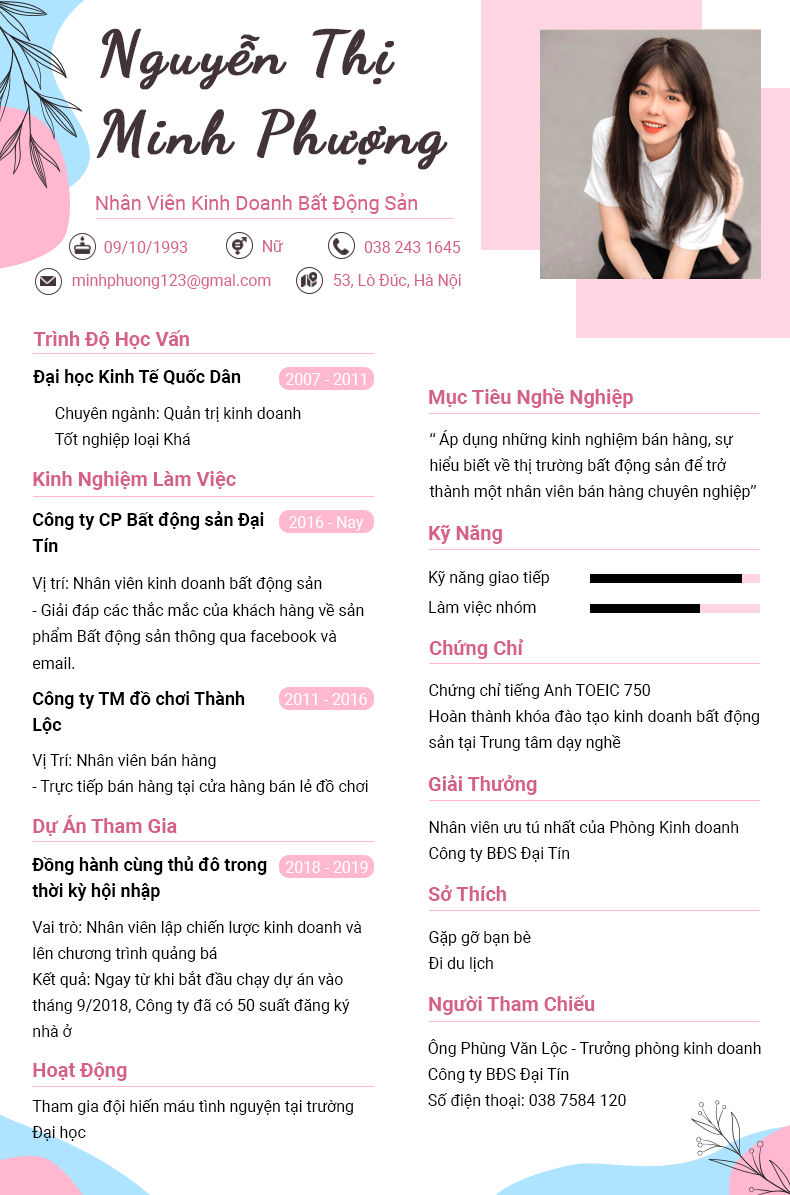 Nguyễn Thị
Minh Phượng
Nhân Viên Kinh Doanh Bất Động Sản
09/10/1993
Nữ
038 243 1645
minhphuong123@gmal.com
53, Lò Đúc, Hà Nội
Trình Độ Học Vấn
Đại học Kinh Tế Quốc Dân
2007 - 2011
Chuyên ngành: Quản trị kinh doanh
Tốt nghiệp loại Khá
Kinh Nghiệm Làm Việc
Công ty CP Bất động sản Đại
Tín
2016 - Nay
Vị trí: Nhân viên kinh doanh bất động sản
- Giải đáp các thắc mắc của khách hàng về sản
phẩm Bất động sản thông qua facebook và
email.
Công ty TM đồ chơi Thành
Lộc
2011 - 2016
Vị Trí: Nhân viên bán hàng
- Trực tiếp bán hàng tại cửa hàng bán lẻ đồ chơi
Dự Án Tham Gia
Đồng hành cùng thủ đô trong
thời kỳ hội nhập
2018 - 2019
Vai trò: Nhân viên lập chiến lược kinh doanh và
lên chương trình quảng bá
Kết quả: Ngay từ khi bắt đầu chạy dự án vào
tháng 9/2018, Công ty đã có 50 suất đăng ký
nhà ở
Hoạt Động
Tham gia đội hiến máu tình nguyện tại trường
Đại học
Mục Tiêu Nghề Nghiệp
“ Áp dụng những kinh nghiệm bán hàng, sự
hiểu biết về thị trường bất động sản để trở
thành một nhân viên bán hàng chuyên nghiệp”
Kỹ Năng
Kỹ năng giao tiếp
Làm việc nhóm
Chứng Chỉ
Chứng chỉ tiếng Anh TOEIC 750
Hoàn thành khóa đào tạo kinh doanh bất động
sản tại Trung tâm dạy nghề
Giải Thưởng
Nhân viên ưu tú nhất của Phòng Kinh doanh
Công ty BĐS Đại Tín
Sở Thích
Gặp gỡ bạn bè
Đi du lịch
Người Tham Chiếu
Ông Phùng Văn Lộc - Trưởng phòng kinh doanh
Công ty BĐS Đại Tín
Số điện thoại: 038 7584 120